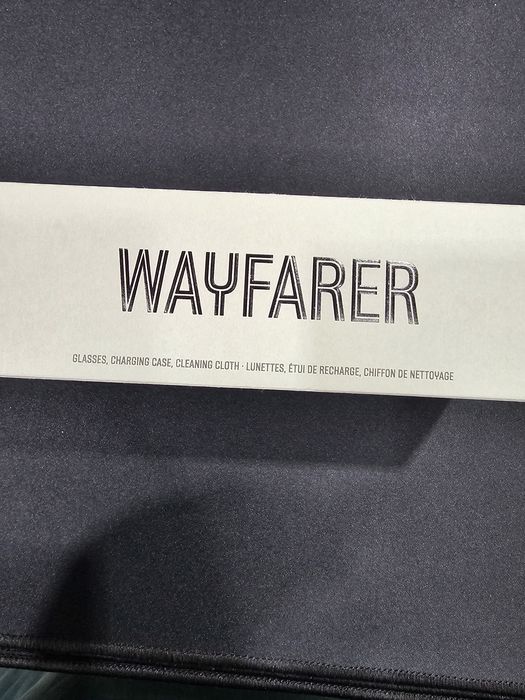 WAYFARER
GLASSES, CHARGING CASE, CLEANING CLOTH · LUNETTES, ÉTUI DE RECHARGE, CHIFFON DE NETTOYAGE